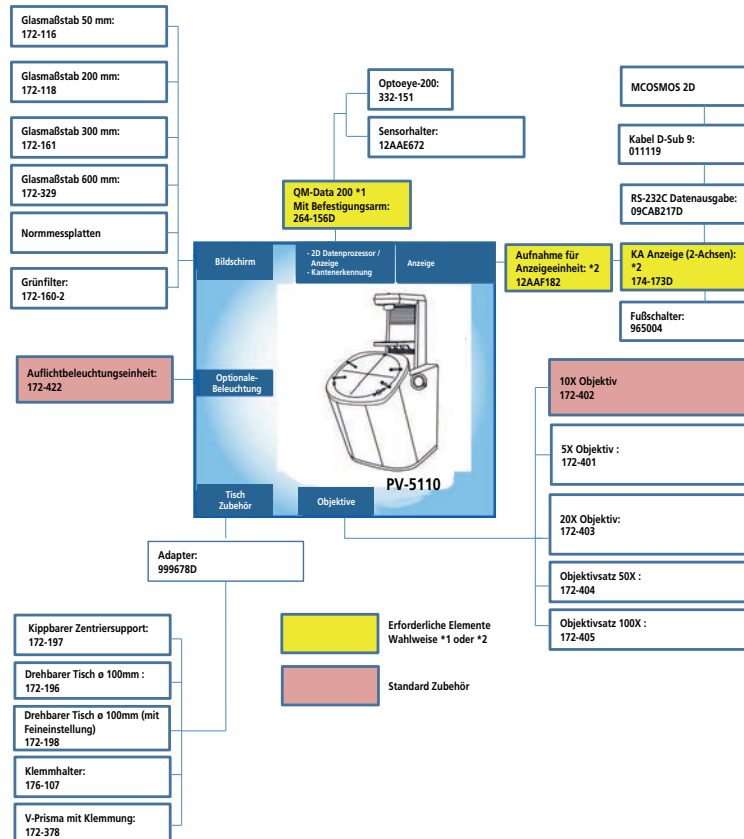 Glasmaßstab 50 mm:
172-116
Glasmaßstab 200 mm:
172-118
Glasmaßstab 300 mm:
172-161
Glasmaßstab 600 mm:
172-329
Normmessplatten
Grünfilter:
172-160-2
Optoeye-200:
332-151
Sensorhalter:
12AAE672
QM-Data 200 *1
Mit Befestigungsarm:
264-156D
MCOSMOS 2D
Kabel D-Sub 9:
011119
RS-232C Datenausgabe:
09CAB217D
Aufnahme für
Anzeigeeinheit: *2
12AAF182
KA Anzeige (2-Achsen):
*2
174-173D
Fußschalter:
965004
Bildschirm
- 2D Datenprozessor /
Anzeige
- Kantenerkennung
Anzeige
Auflichtbeleuchtungseinheit:
172-422
Optionale-
Beleuchtung
PV-5110
Tisch
Zubehör
Objektive
10X Objektiv
172-402
5X Objektiv :
172-401
20X Objektiv:
172-403
Objektivsatz 50X :
172-404
Objektivsatz 100X :
172-405
Adapter:
999678D
Kippbarer Zentriersupport:
172-197
Drehbarer Tisch ø 100mm :
172-196
Drehbarer Tisch ø 100mm (mit
Feineinstellung)
172-198
Klemmhalter:
176-107
V-Prisma mit Klemmung:
172-378
Erforderliche Elemente
Wahlweise *1 oder *2
Standard Zubehör